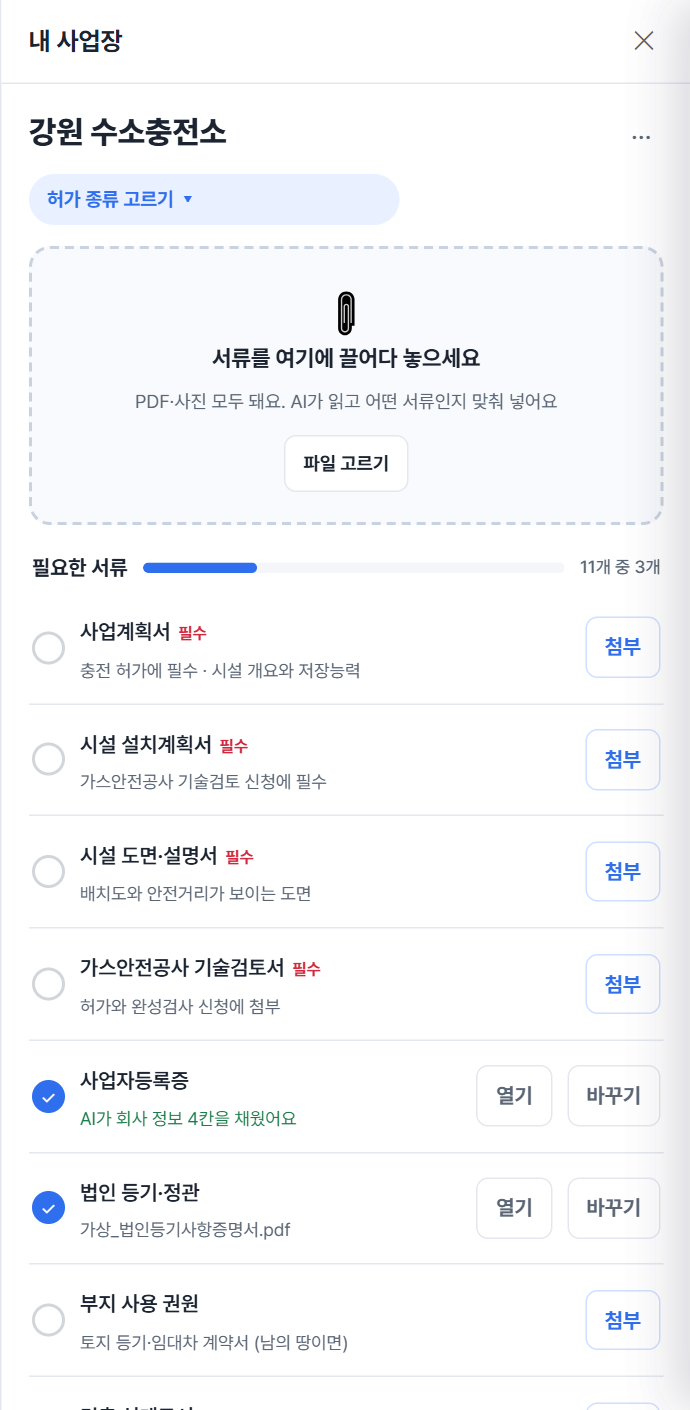 내 사업장
강원 수소충전소
허가 종류 고르기 ▼
서류를 여기에 끌어다 놓으세요
PDF·사진 모두 돼요. AI가 읽고 어떤 서류인지 맞춰 넣어요
파일 고르기
필요한 서류 11개 중 3개
사업계획서 필수
충전 허가에 필수 · 시설 개요와 저장능력
첨부
시설 설치계획서 필수
가스안전공사 기술검토 신청에 필수
첨부
시설 도면·설명서 필수
배치도와 안전거리가 보이는 도면
첨부
가스안전공사 기술검토서 필수
허가와 완성검사 신청에 첨부
첨부
사업자등록증
AI가 회사 정보 4칸을 채웠어요
열기 바꾸기
법인 등기·정관
가상_법인등기사항증명서.pdf
열기 바꾸기
부지 사용 권원
토지 등기·임대차 계약서 (남의 땅이면)
첨부